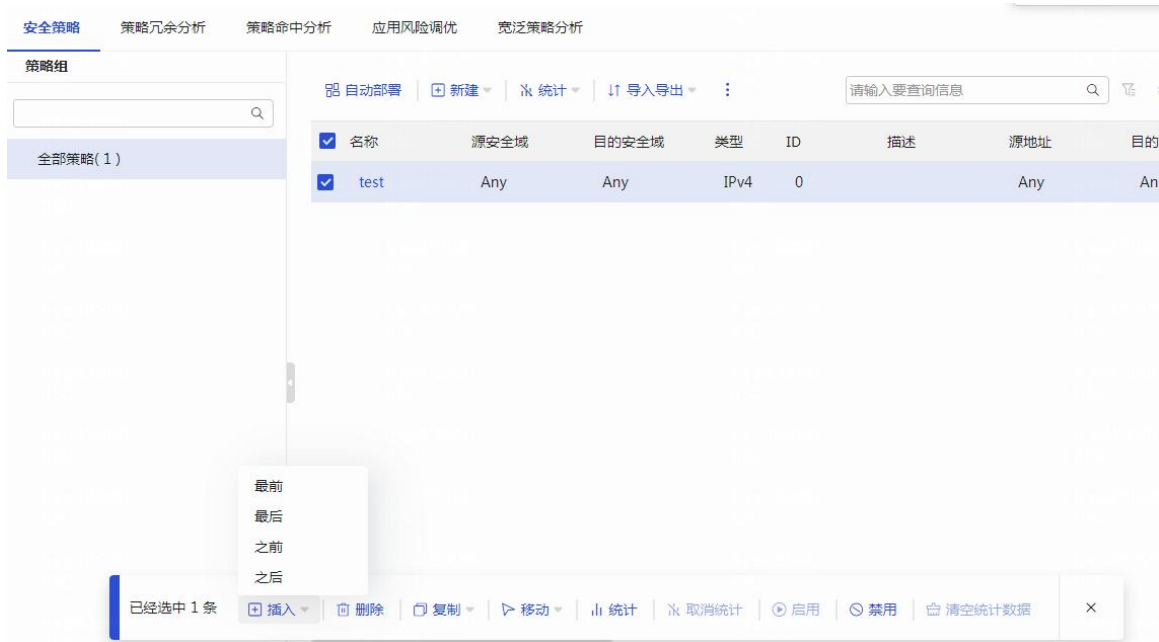 安全策略 策略冗余分析 策略命中分析 应用风险调优 宽泛策略分析
策略组
自动部署 新建 统计 导入导出 请输入要查询信息
名称 源安全域 目的安全域 类型 ID 描述 源地址 目的
全部策略( 1 )
test Any Any IPv4 0 Any An
最前
最后
之前
之后
已经选中 1 条 插入 删除 复制 移动 统计 取消统计 启用 禁用 清空统计数据